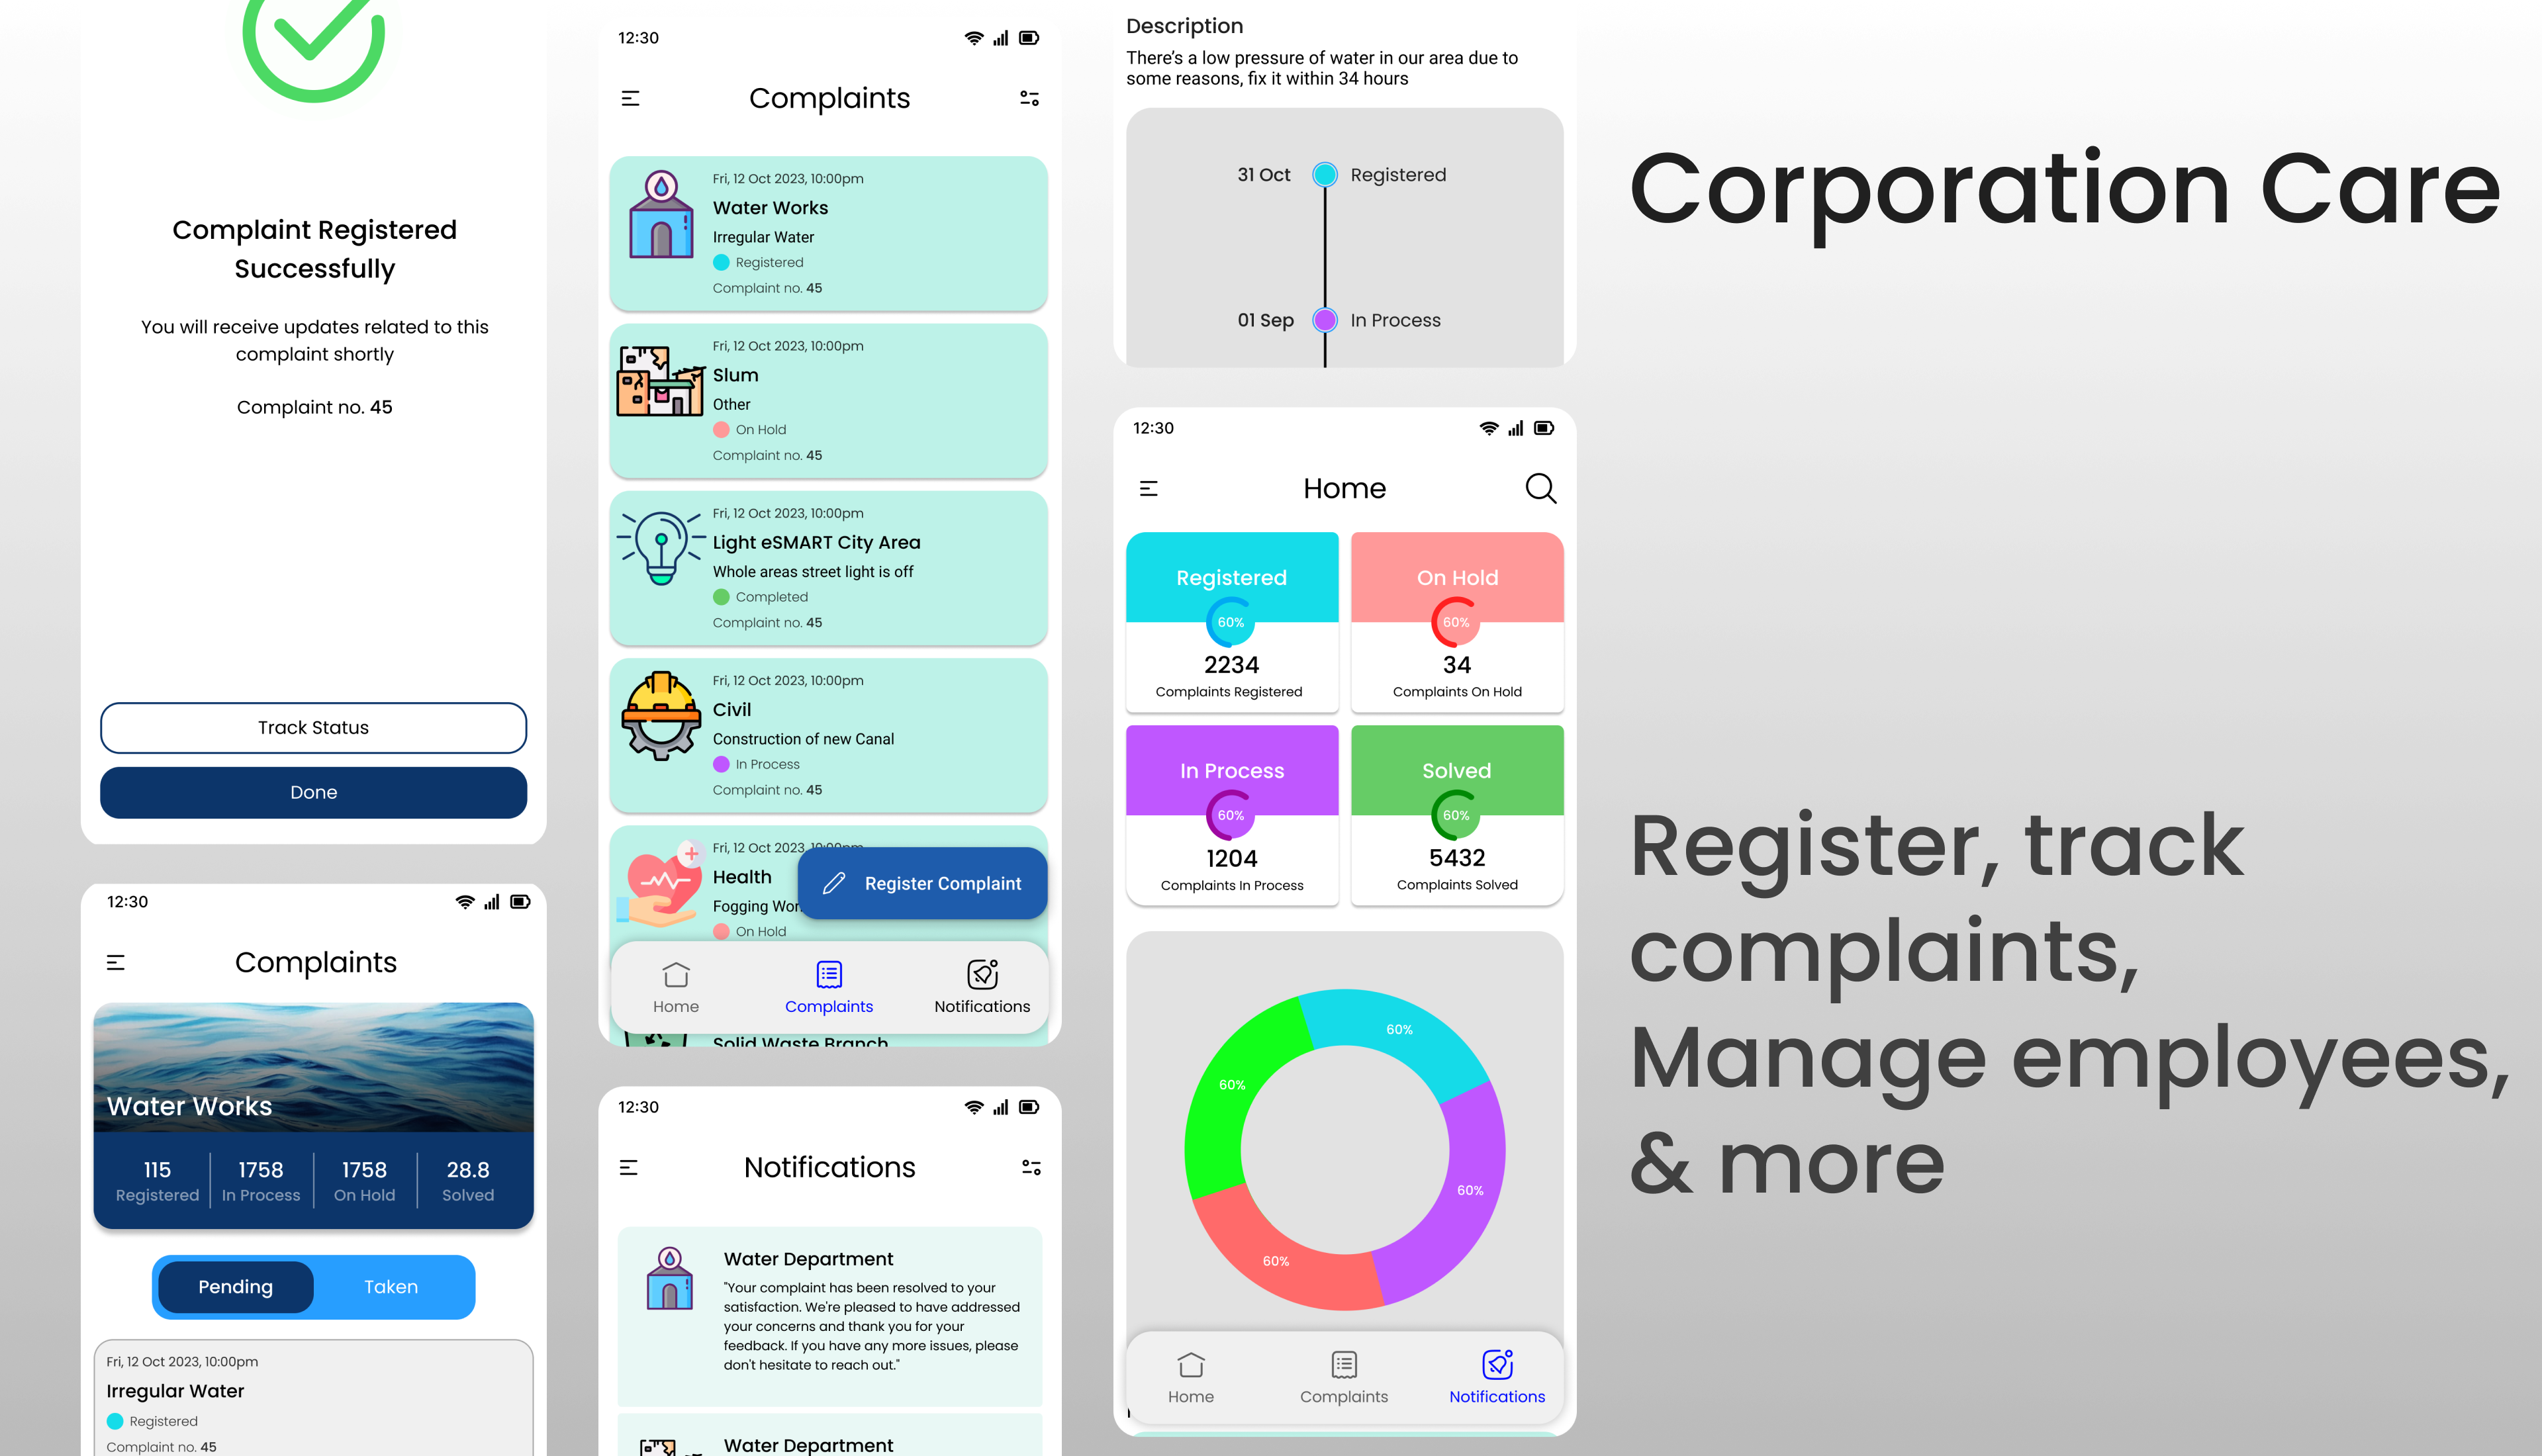 Complaint Registered
Successfully
You will receive updates related to this
complaint shortly
Complaint no. 45
Track Status
Done
12:30
Complaints
Water Works
115
Registered
1758
In Process
1758
On Hold
28.8
Solved
Pending
Taken
Fri, 12 Oct 2023, 10:00pm
Irregular Water
Registered
Complaint no. 45
12:30
Complaints
Fri, 12 Oct 2023, 10:00pm
Water Works
Irregular Water
Registered
Complaint no. 45
Fri, 12 Oct 2023, 10:00pm
Slum
Other
On Hold
Complaint no. 45
Fri, 12 Oct 2023, 10:00pm
Light eSMART City Area
Whole areas street light is off
Completed
Complaint no. 45
Fri, 12 Oct 2023, 10:00pm
Civil
Construction of new Canal
In Process
Complaint no. 45
Fri, 12 Oct 2023, 10:00pm
Health
Fogging
On Hold
Register Complaint
Home
Complaints
Notifications
Solid Waste Branch
12:30
Notifications
Water Department
"Your complaint has been resolved to your
satisfaction. We're pleased to have addressed
your concerns and thank you for your
feedback. If you have any more issues, please
don't hesitate to reach out."
Water Department
Description
There's a low pressure of water in our area due to
some reasons, fix it within 34 hours
31 Oct Registered
01 Sep In Process
12:30
Home
Registered
60%
2234
Complaints Registered
On Hold
60%
34
Complaints On Hold
In Process
60%
1204
Complaints In Process
Solved
60%
5432
Complaints Solved
60%
60%
60%
60%
Home
Complaints
Notifications
Corporation Care
Register, track
complaints,
Manage employees,
& more